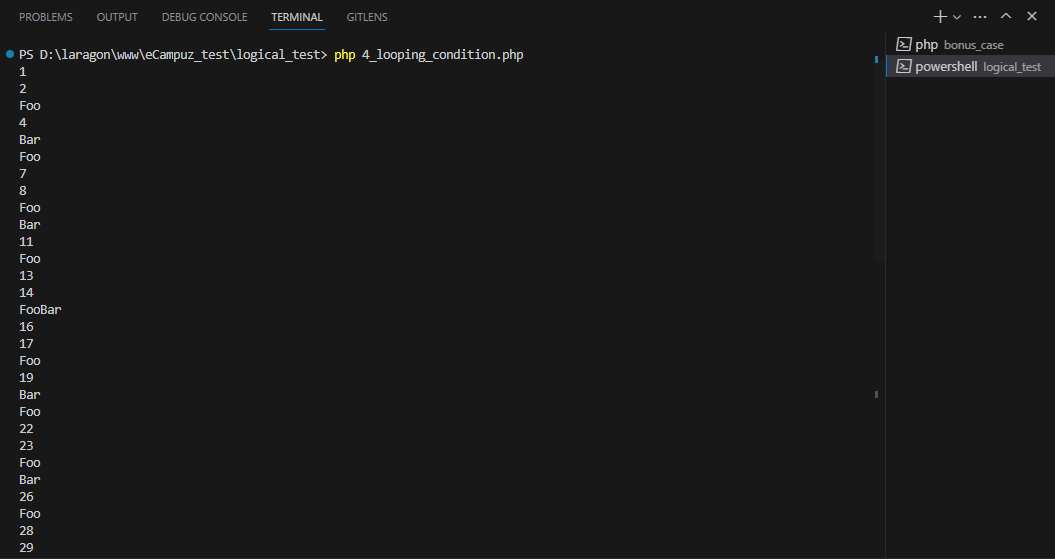 PROBLEMS OUTPUT DEBUG CONSOLE TERMINAL GITLENS
PS D:\laragon\www\eCampuz_test\logical_test> php 4_looping_condition.php
1
2
Foo
4
Bar
Foo
7
8
Foo
Bar
11
Foo
13
14
FooBar
16
17
Foo
19
Bar
Foo
22
23
Foo
Bar
26
Foo
28
29
php bonus_case
powershell logical_test